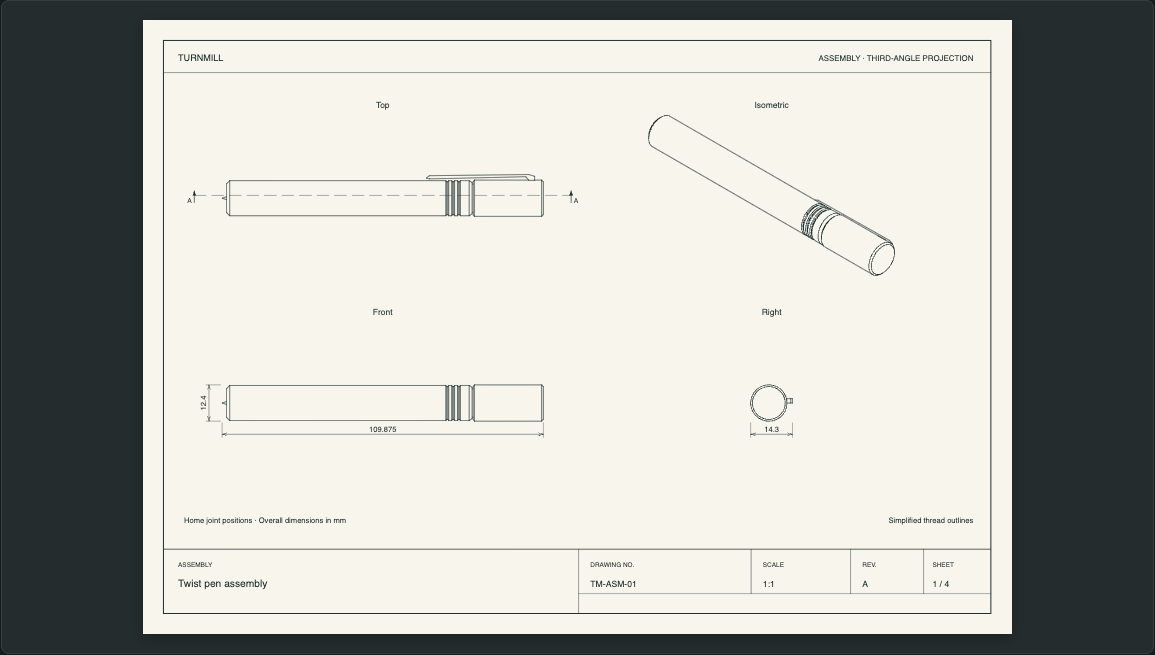 TURNMILL
ASSEMBLY · THIRD-ANGLE PROJECTION
Top
Isometric
A
A
Front
Right
12.4
109.875
14.3
Home joint positions · Overall dimensions in mm
Simplified thread outlines
ASSEMBLY
Twist pen assembly
DRAWING NO.
TM-ASM-01
SCALE
1:1
REV.
A
SHEET
1 / 4